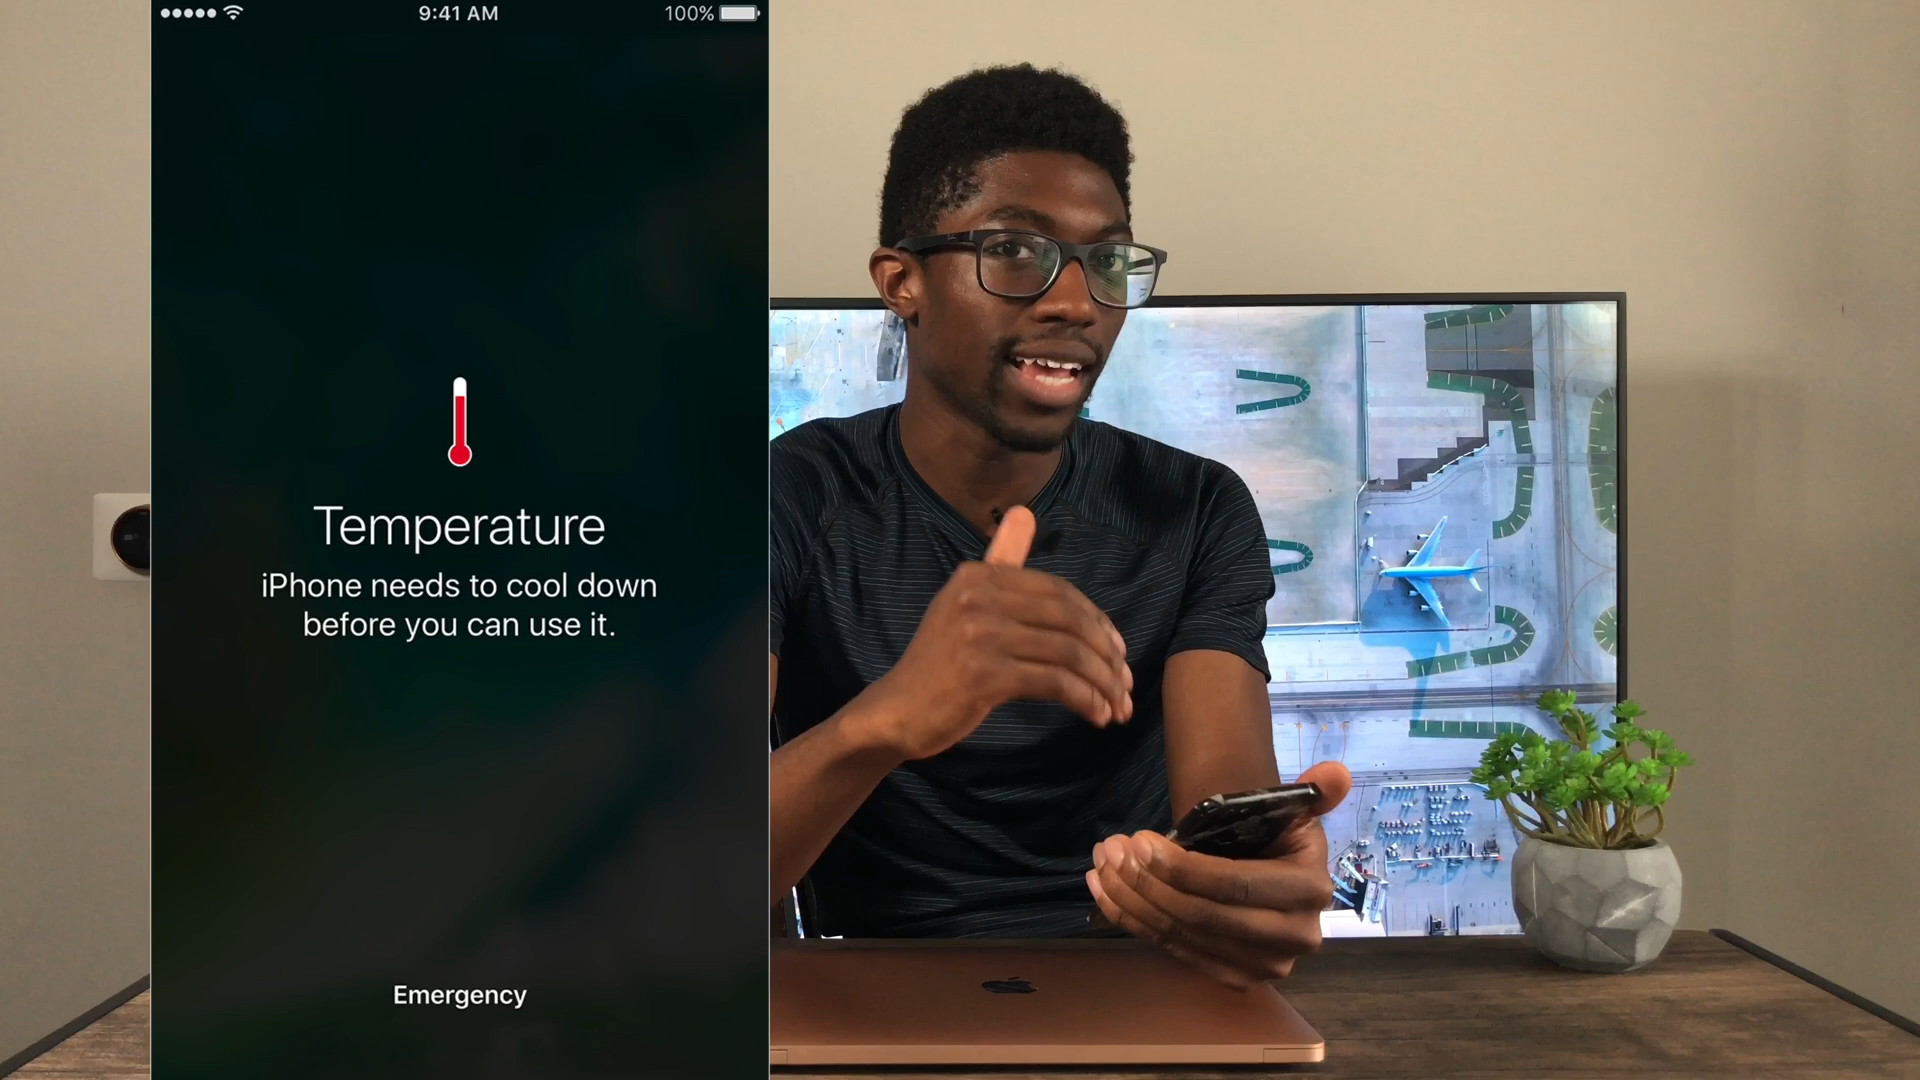 9:41 AM
100%
Temperature
iPhone needs to cool down
before you can use it.
Emergency